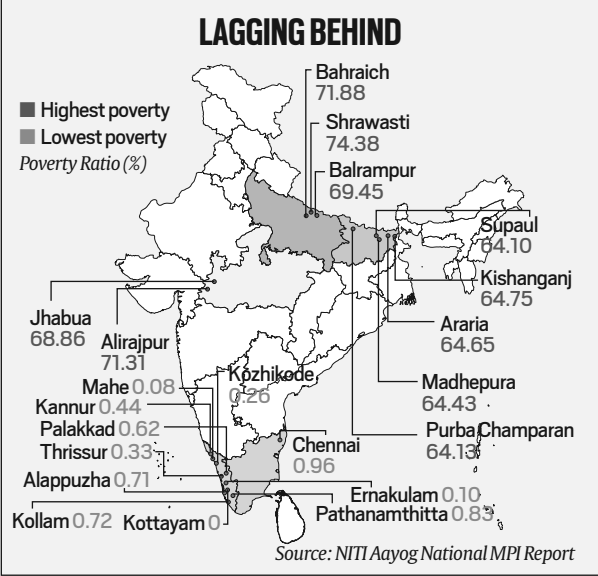 LAGGING BEHIND
Highest poverty
Lowest poverty
Poverty Ratio (%)
Bahraich
71.88
Shrawasti
74.38
Balrampur
69.45
Supaul
64.10
Kishanganj
64.75
Araria
64.65
Madhepura
64.43
Purba Champaran
64.13
Jhabua
68.86
Alirajpur
71.31
Kozhikode
0.26
Mahe 0.08
Kannur 0.44
Palakkad 0.62
Thrissur 0.33
Alappuzha 0.71
Kollam 0.72
Kottayam 0
Chennai
0.96
Ernakulam 0.10
Pathanamthitta 0.83
Source: NITI Aayog National MPI Report